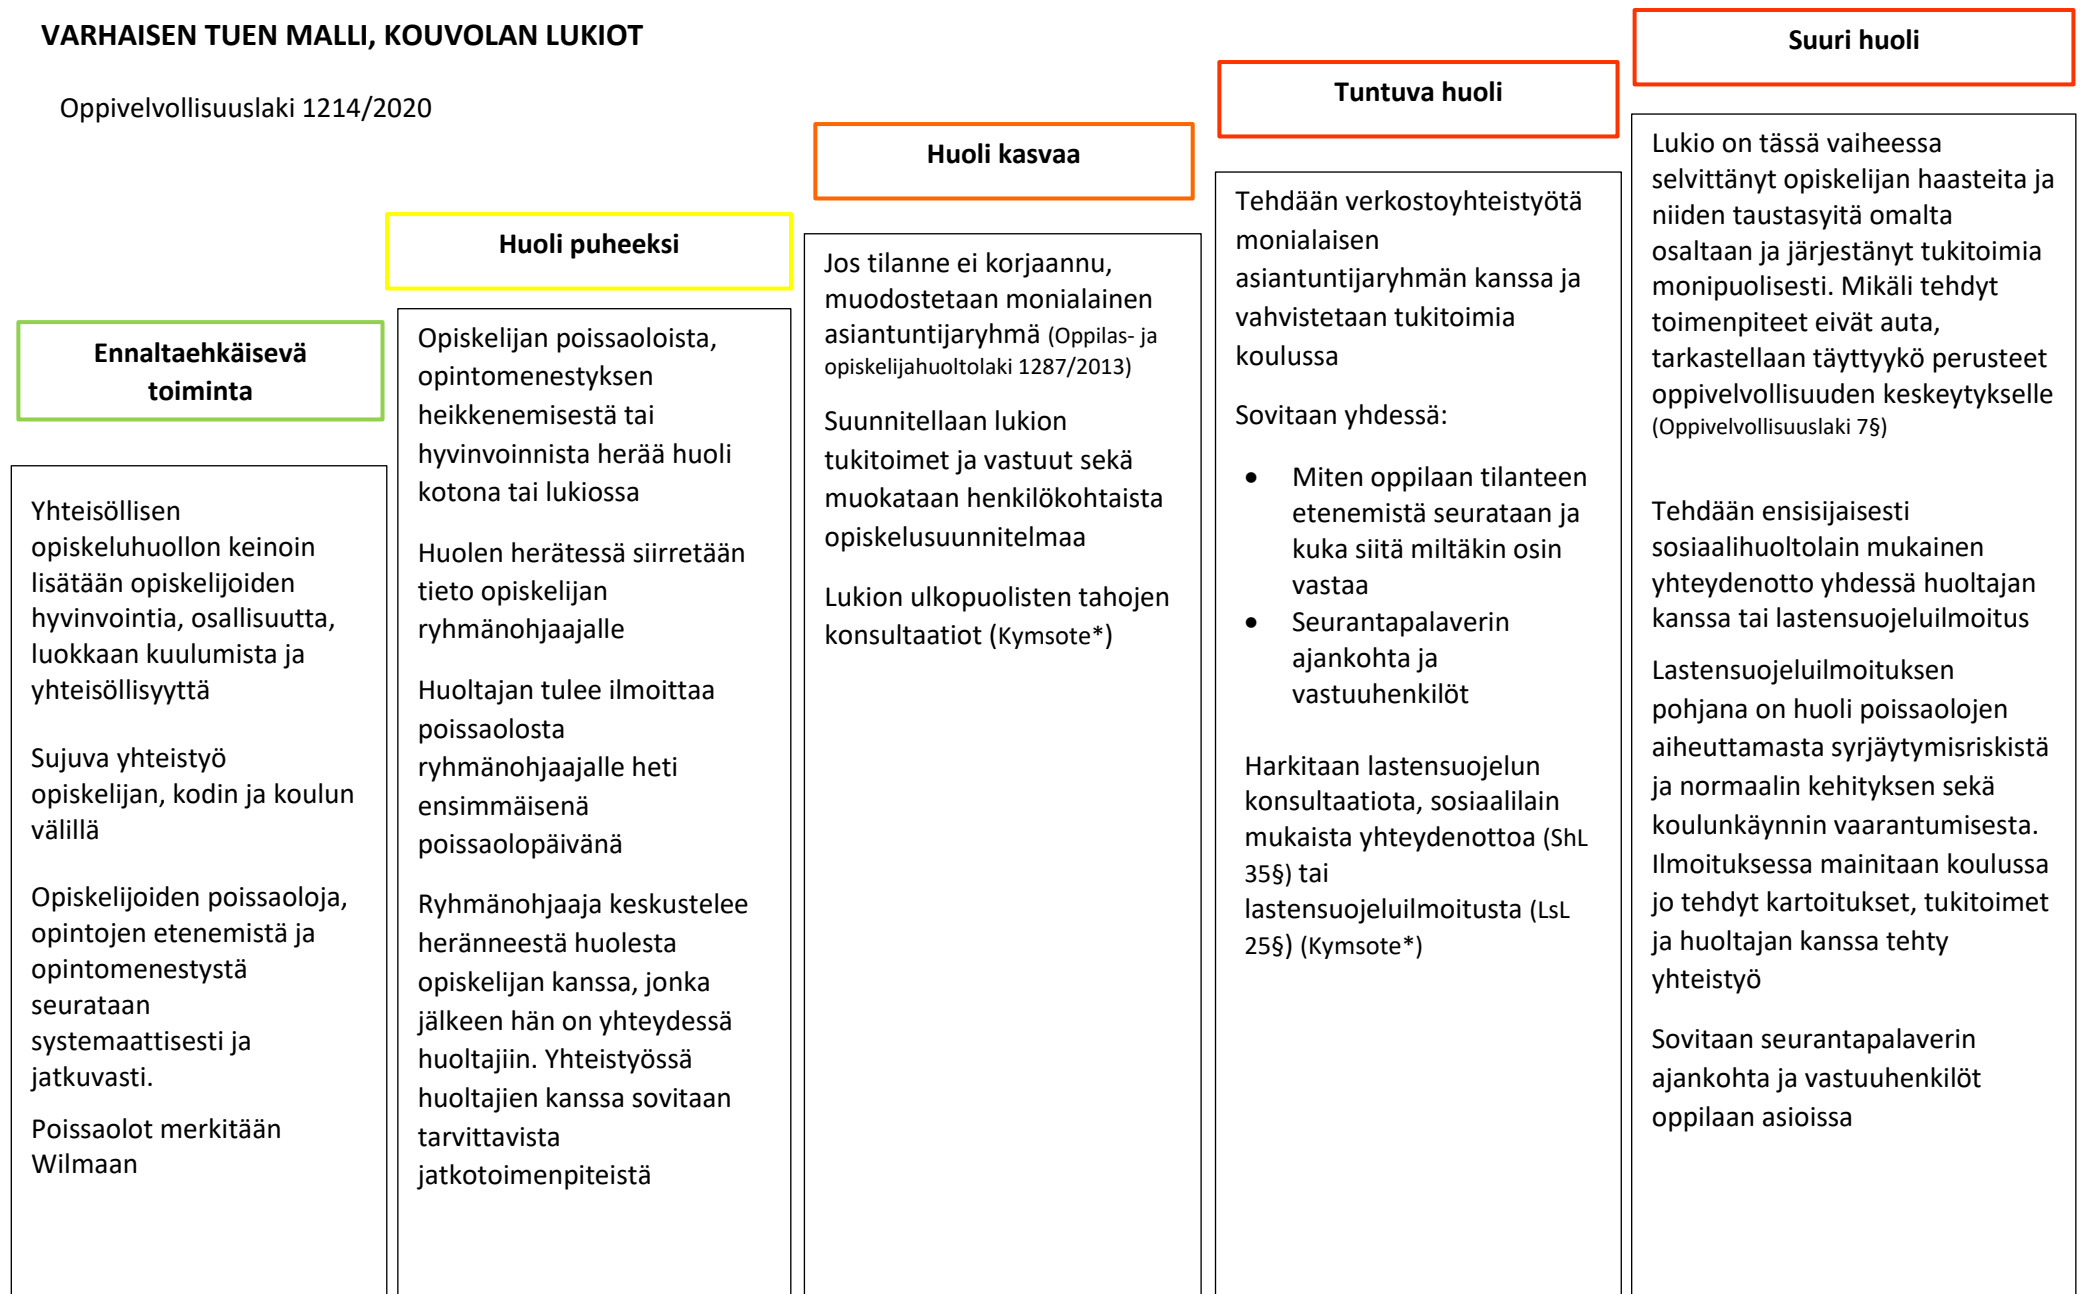 VARHAISEN TUEN MALLI, KOUVOLAN LUKIOT
Oppivelvollisuuslaki 1214/2020
Ennaltaehkäisevä
toiminta
Yhteisöllisen
opiskeluhuollon keinoin
lisätään opiskelijoiden
hyvinvointia, osallisuutta,
luokkaan kuulumista ja
yhteisöllisyyttä
Sujuva yhteistyö
opiskelijan, kodin ja koulun
välillä
Opiskelijoiden poissaoloja,
opintojen etenemistä ja
opintomenestystä
seurataan
systemaattisesti ja
jatkuvasti.
Poissaolot merkitään
Wilmaan
Huoli puheeksi
Opiskelijan poissaoloista,
opintomenestyksen
heikkenemisestä tai
hyvinvoinnista herää huoli
kotona tai lukiossa
Huolen herätessä siirretään
tieto opiskelijan
ryhmänohjaajalle
Huoltajan tulee ilmoittaa
poissaolosta
ryhmänohjaajalle heti
ensimmäisenä
poissaolopäivänä
Ryhmänohjaaja keskustelee
heränneestä huolesta
opiskelijan kanssa, jonka
jälkeen hän on yhteydessä
huoltajiin. Yhteistyössä
huoltajien kanssa sovitaan
tarvittavista
jatkotoimenpiteistä
Huoli kasvaa
Jos tilanne ei korjaannu,
muodostetaan monialainen
asiantuntijaryhmä (Oppilas- ja
opiskelijahuoltolaki 1287/2013)
Suunnitellaan lukion
tukitoimet ja vastuut sekä
muokataan henkilökohtaista
opiskelusuunnitelmaa
Lukion ulkopuolisten tahojen
konsultaatiot (Kymsote*)
Tuntuva huoli
Tehdään verkostoyhteistyötä
monialaisen
asiantuntijaryhmän kanssa ja
vahvistetaan tukitoimia
koulussa
Sovitaan yhdessä:
• Miten oppilaan tilanteen
etenemistä seurataan ja
kuka siitä miltäkin osin
vastaa
• Seurantapalaverin
ajankohta ja
vastuuhenkilöt
Harkitaan lastensuojelun
konsultaatiota, sosiaalilain
mukaista yhteydenottoa (ShL
35§) tai
lastensuojeluilmoitusta (LsL
25§) (Kymsote*)
Suuri huoli
Lukio on tässä vaiheessa
selvittänyt opiskelijan haasteita ja
niiden taustasyitä omalta
osaltaan ja järjestänyt tukitoimia
monipuolisesti. Mikäli tehdyt
toimenpiteet eivät auta,
tarkastellaan täyttyykö perusteet
oppivelvollisuuden keskeytykselle
(Oppivelvollisuuslaki 7§)
Tehdään ensisijaisesti
sosiaalihuoltolain mukainen
yhteydenotto yhdessä huoltajan
kanssa tai lastensuojeluilmoitus
Lastensuojeluilmoituksen
pohjana on huoli poissaolojen
aiheuttamasta syrjäytymisriskistä
ja normaalin kehityksen sekä
koulunkäynnin vaarantumisesta.
Ilmoituksessa mainitaan koulussa
jo tehdyt kartoitukset, tukitoimet
ja huoltajan kanssa tehty
yhteistyö
Sovitaan seurantapalaverin
ajankohta ja vastuuhenkilöt
oppilaan asioissa